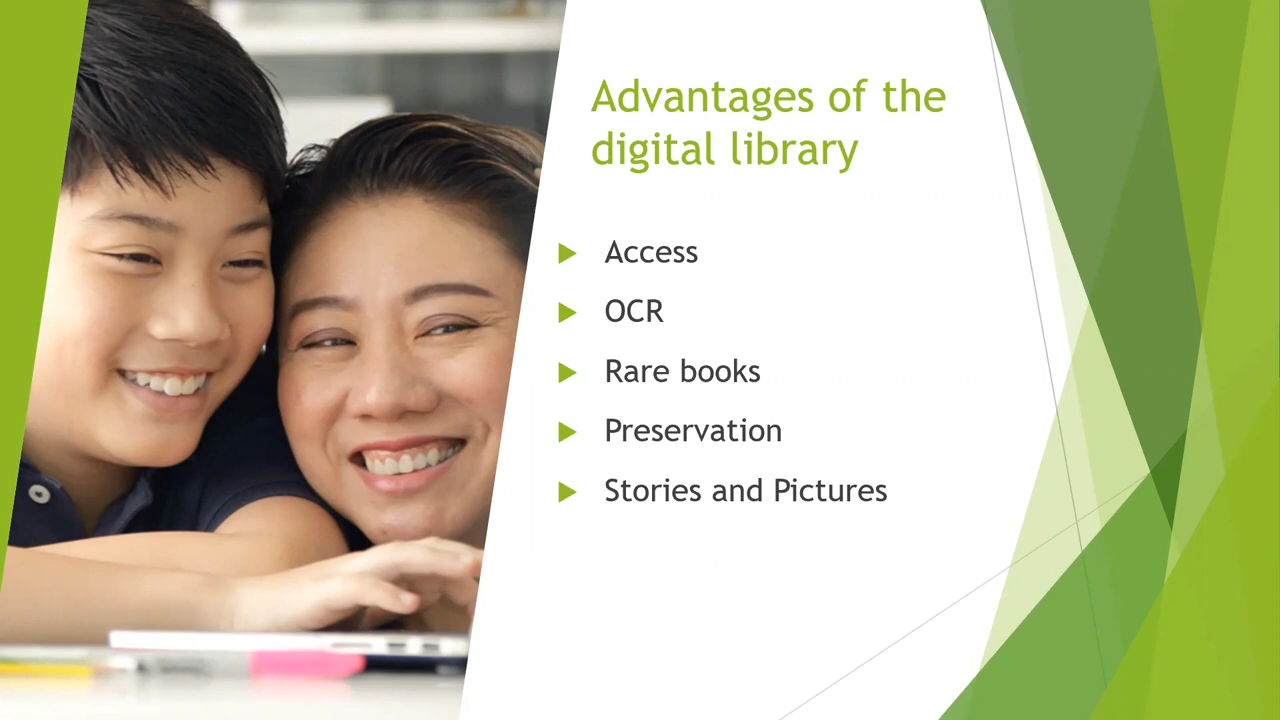 Advantages of the
digital library
Access
OCR
Rare books
Preservation
Stories and Pictures